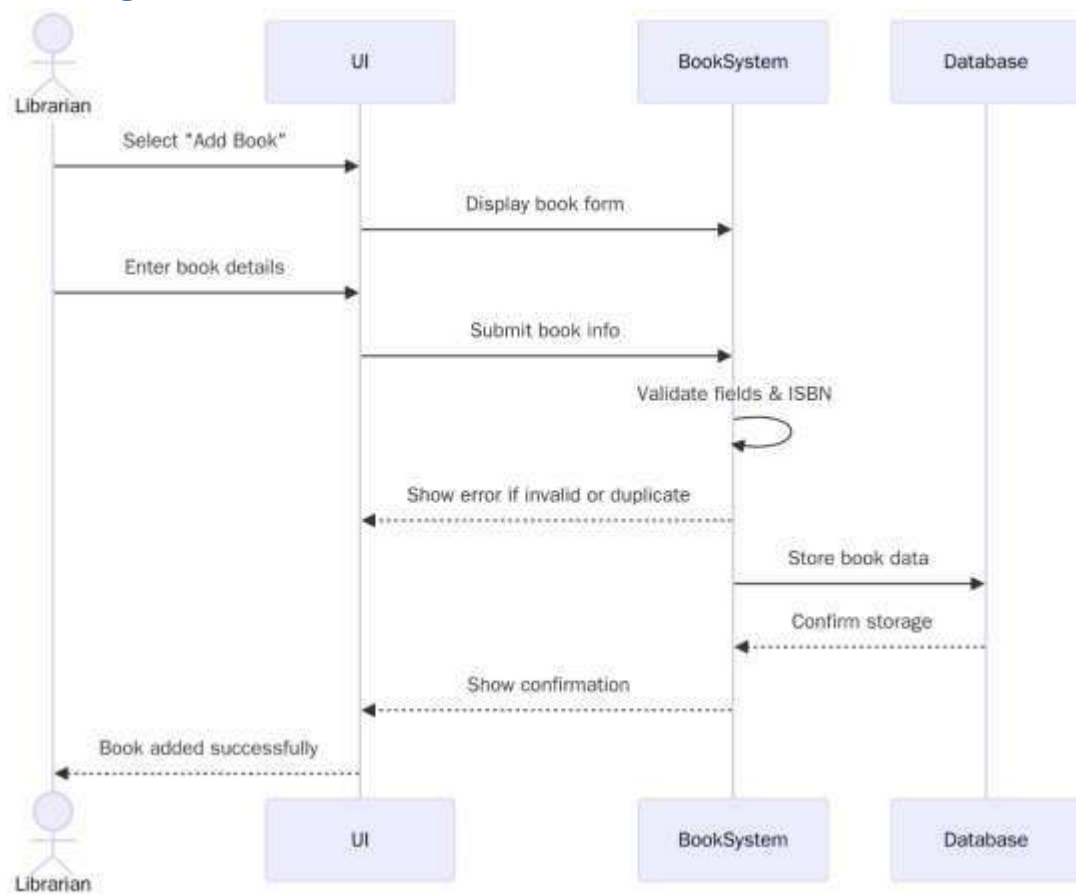 UI
BookSystem
Database
Librarian
Select "Add Book"
Display book form
Enter book details
Submit book info
Validate fields & ISBN
Show error if invalid or duplicate
Store book data
Confirm storage
Show confirmation
Book added successfully
UI
BookSystem
Database
Librarian